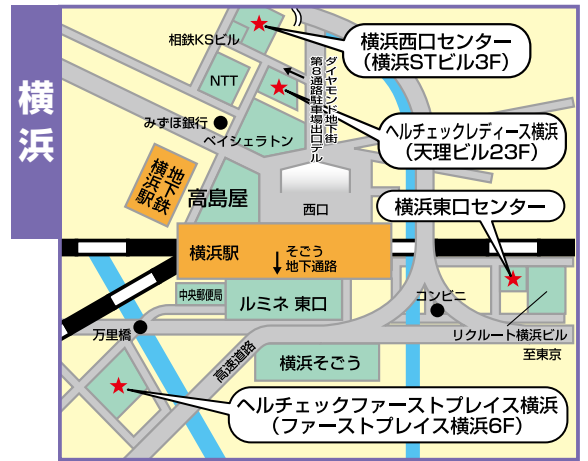 横浜
相鉄KSビル
横浜西口センター
(横浜STビル3F)
NTT
ダイヤモンド地下街
第8通路駐車場出口デル
みずほ銀行
ベイシェラトン
ヘルチェックレディース横浜
(天理ビル23F)
地下鉄
横浜駅
高島屋
西口
横浜東口センター
横浜駅
そごう
地下通路
中央郵便局
ルミネ 東口
コンビニ
万里橋
リクルート横浜ビル
至東京
高速道路
横浜そごう
ヘルチェックファーストプレイス横浜
(ファーストプレイス横浜6F)